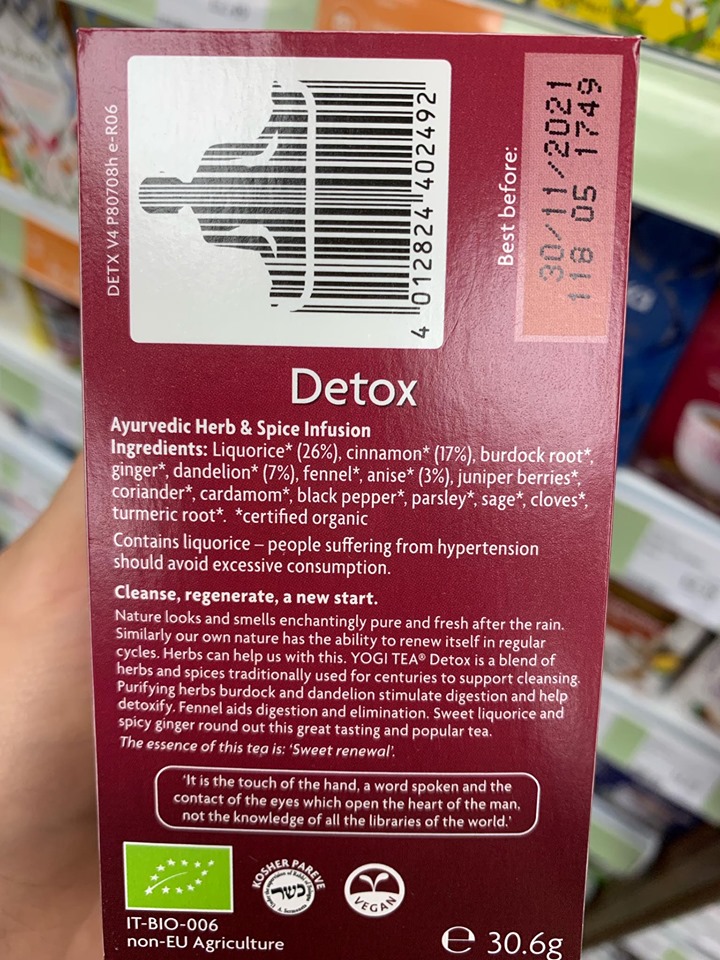 DETX V4 P80708h e-R06
4 012824 402492
Best before:
30/11/2021
118 05 1749
Detox
Ayurvedic Herb & Spice Infusion
Ingredients: Liquorice* (26%), cinnamon* (17%), burdock root*,
ginger*, dandelion* (7%), fennel*, anise* (3%), juniper berries*,
coriander*, cardamom*, black pepper*, parsley*, sage*, cloves*,
turmeric root*. *certified organic
Contains liquorice – people suffering from hypertension
should avoid excessive consumption.
Cleanse, regenerate, a new start.
Nature looks and smells enchantingly pure and fresh after the rain.
Similarly our own nature has the ability to renew itself in regular
cycles. Herbs can help us with this. YOGI TEA® Detox is a blend of
herbs and spices traditionally used for centuries to support cleansing.
Purifying herbs burdock and dandelion stimulate digestion and help
detoxify. Fennel aids digestion and elimination. Sweet liquorice and
spicy ginger round out this great tasting and popular tea.
The essence of this tea is: ‘Sweet renewal’.
‘It is the touch of the hand, a word spoken and the
contact of the eyes which open the heart of the man,
not the knowledge of all the libraries of the world.’
KOSHER PAREVE
כשר
VEGAN
IT-BIO-006
non-EU Agriculture
℮ 30.6g